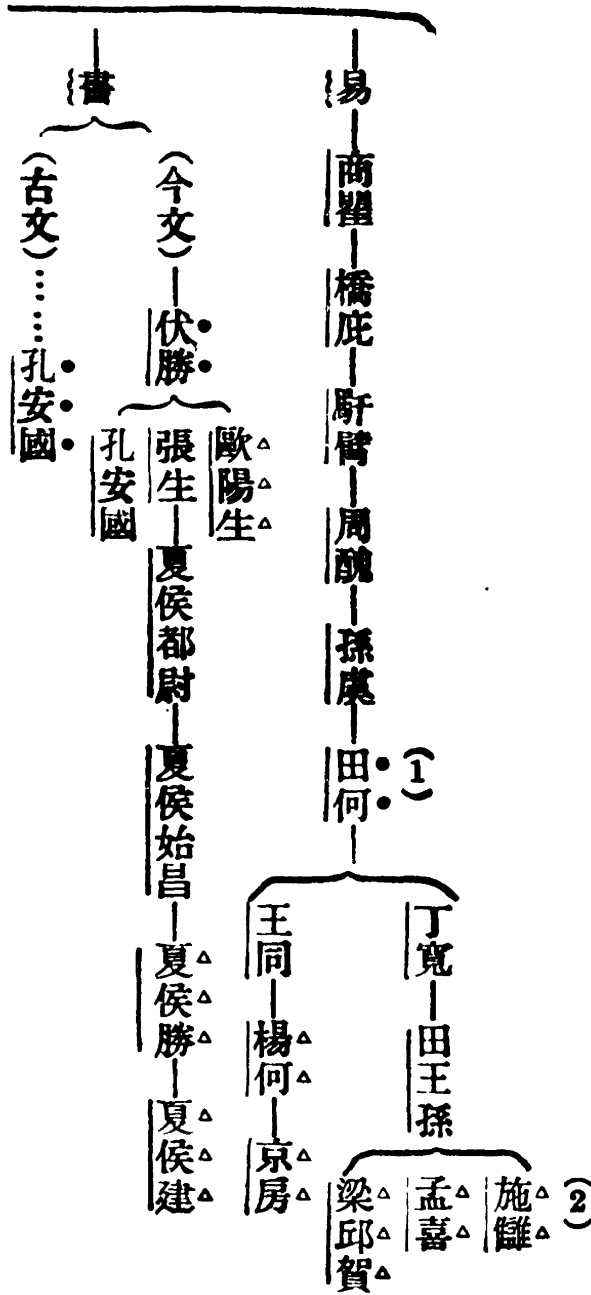 易
商瞿
橋庇
馯臂
周醜
孫虞
(1)
田何
丁寬
田王孫
(2)
施讎
孟喜
梁邱賀
王同
楊何
京房
書
(今文)
伏勝
歐陽生
張生
夏侯都尉
夏侯始昌
夏侯勝
夏侯建
孔安國
(古文)……孔安國